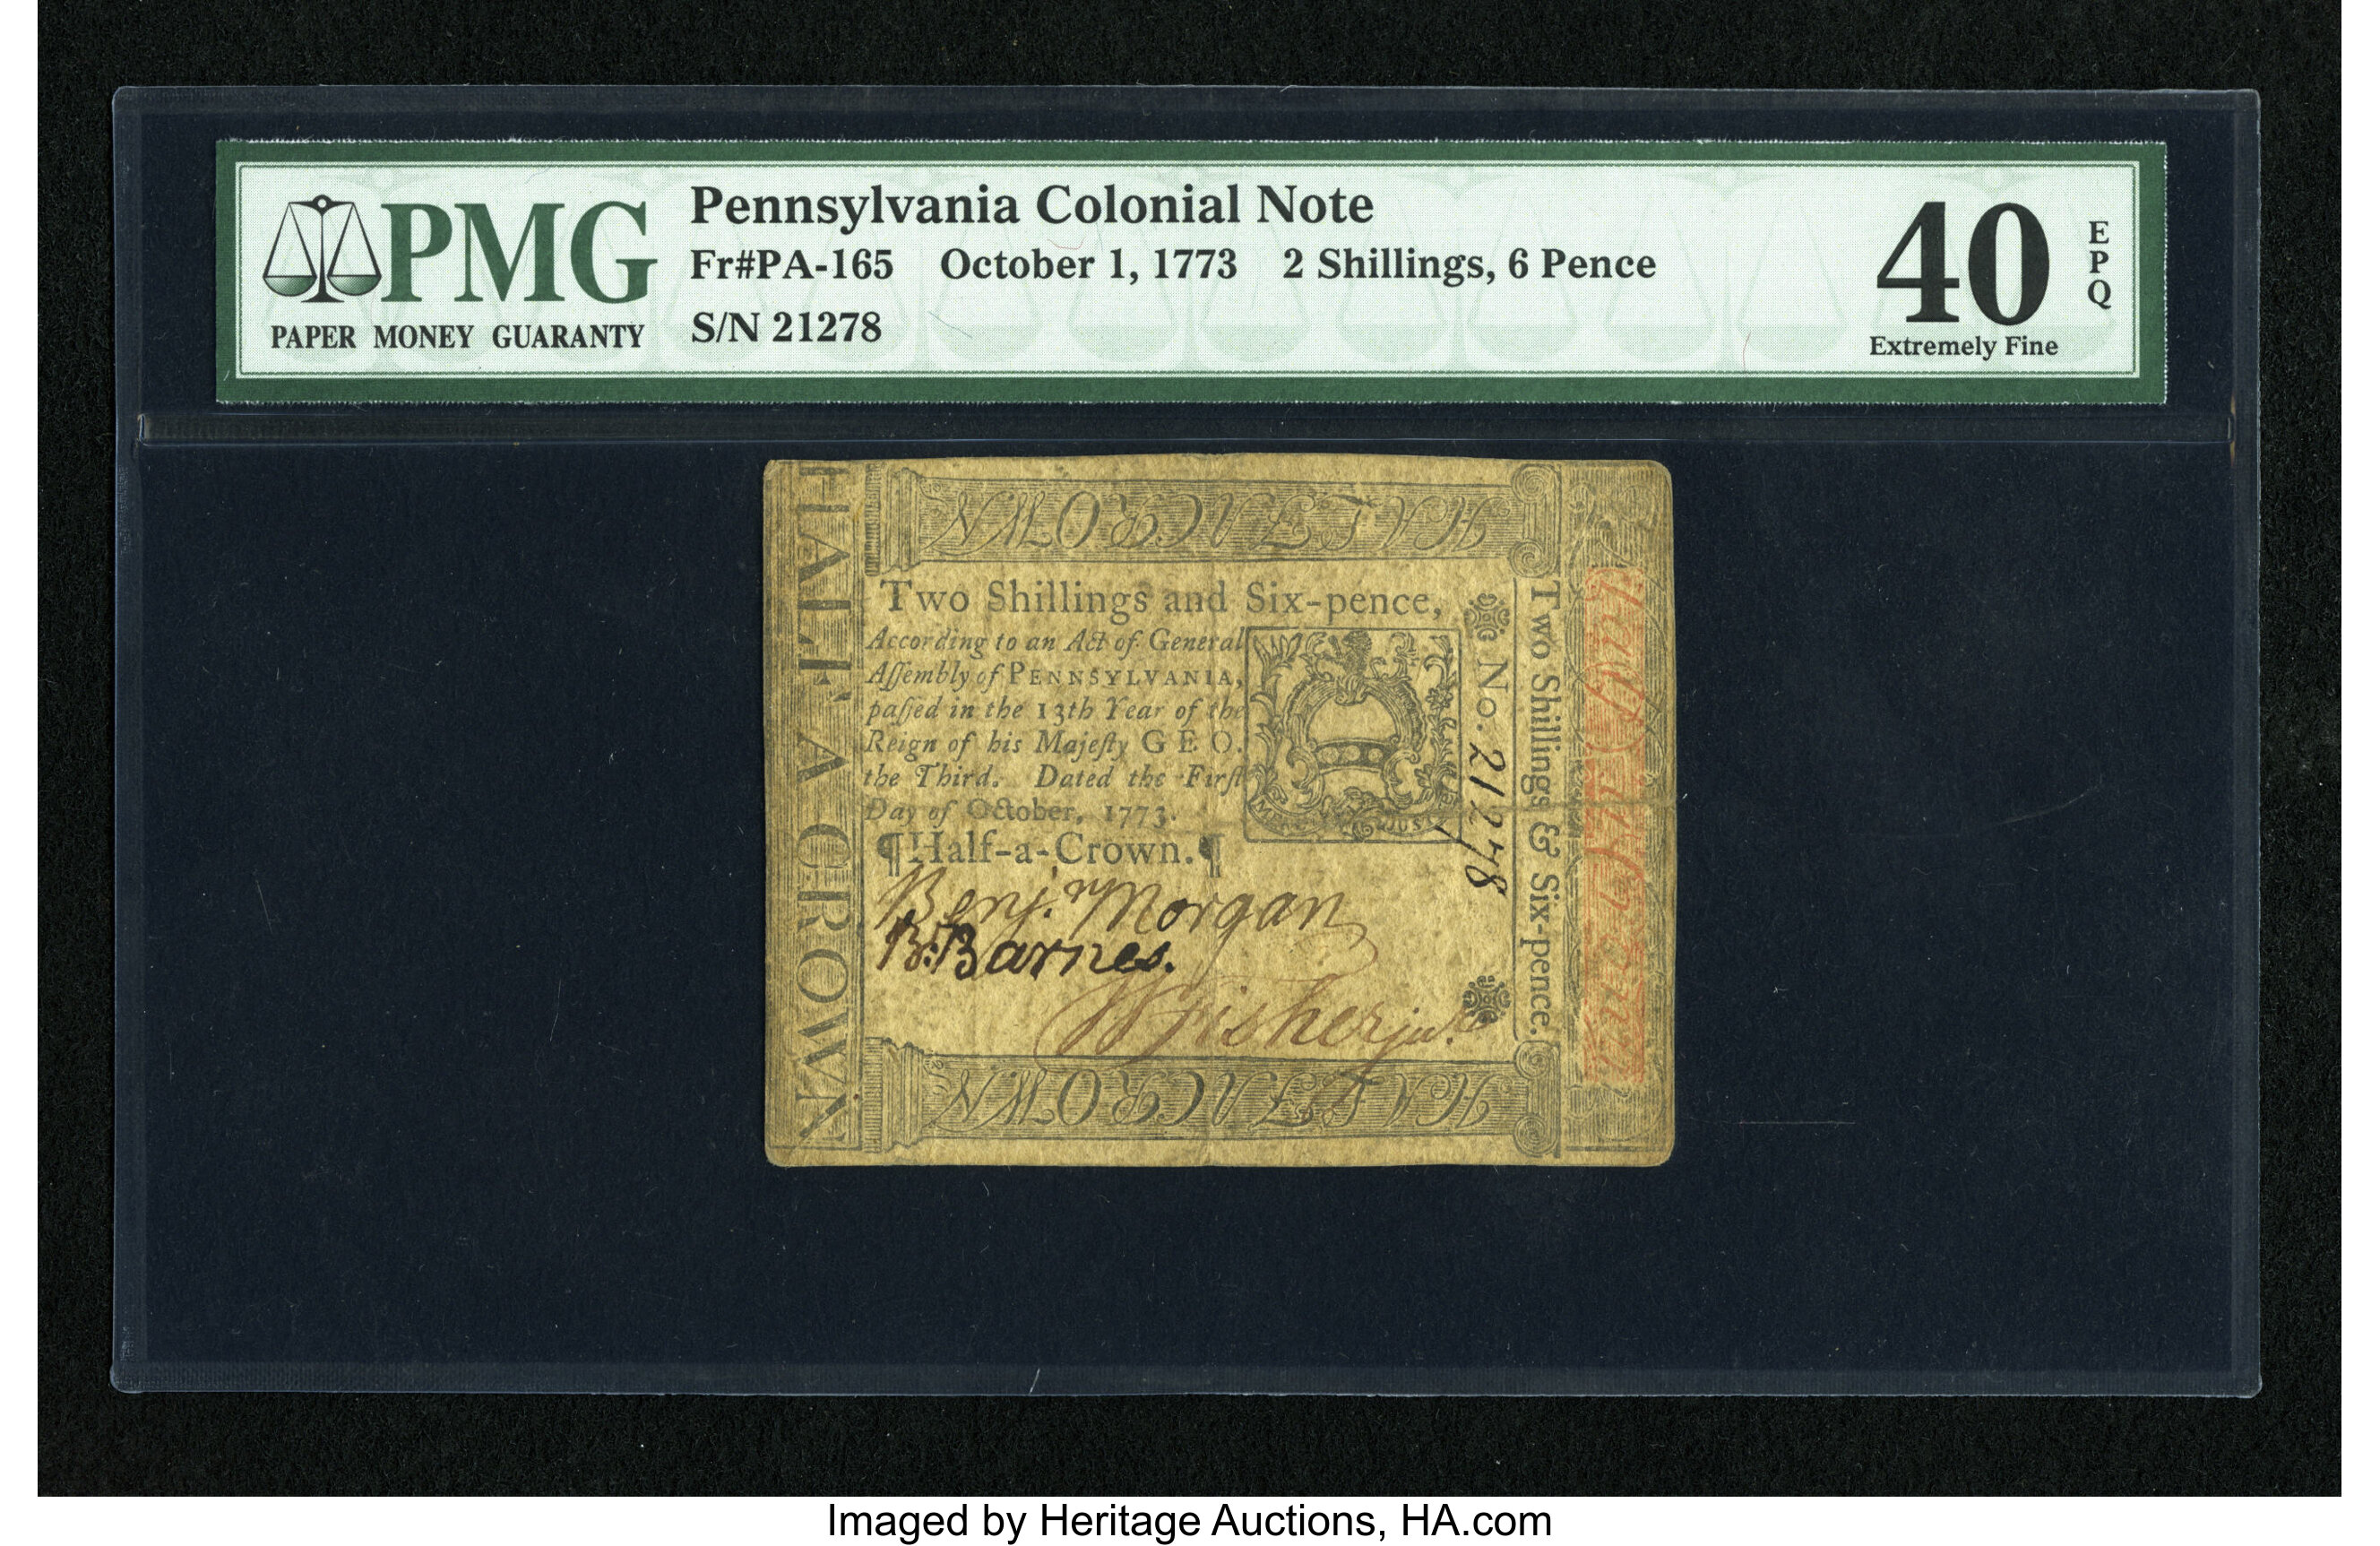 PMG
PAPER MONEY GUARANTY
Pennsylvania Colonial Note
Fr#PA-165 October 1, 1773 2 Shillings, 6 Pence
S/N 21278
40
EPQ
Extremely Fine
HALF A CROWN
HALF A CROWN
Two Shillings and Six-pence,
According to an Act of General
Aſſembly of PENNSYLVANIA,
paſſed in the 13th Year of the
Reign of his Majeſty GEO.
the Third. Dated the Firſt
Day of October, 1773.
¶Half-a-Crown.¶
No. 21278
Two Shillings & Six-pence.
Benj.ⁿ Morgan
B: Barnes.
Fisher jun.
HALF A CROWN
Imaged by Heritage Auctions, HA.com